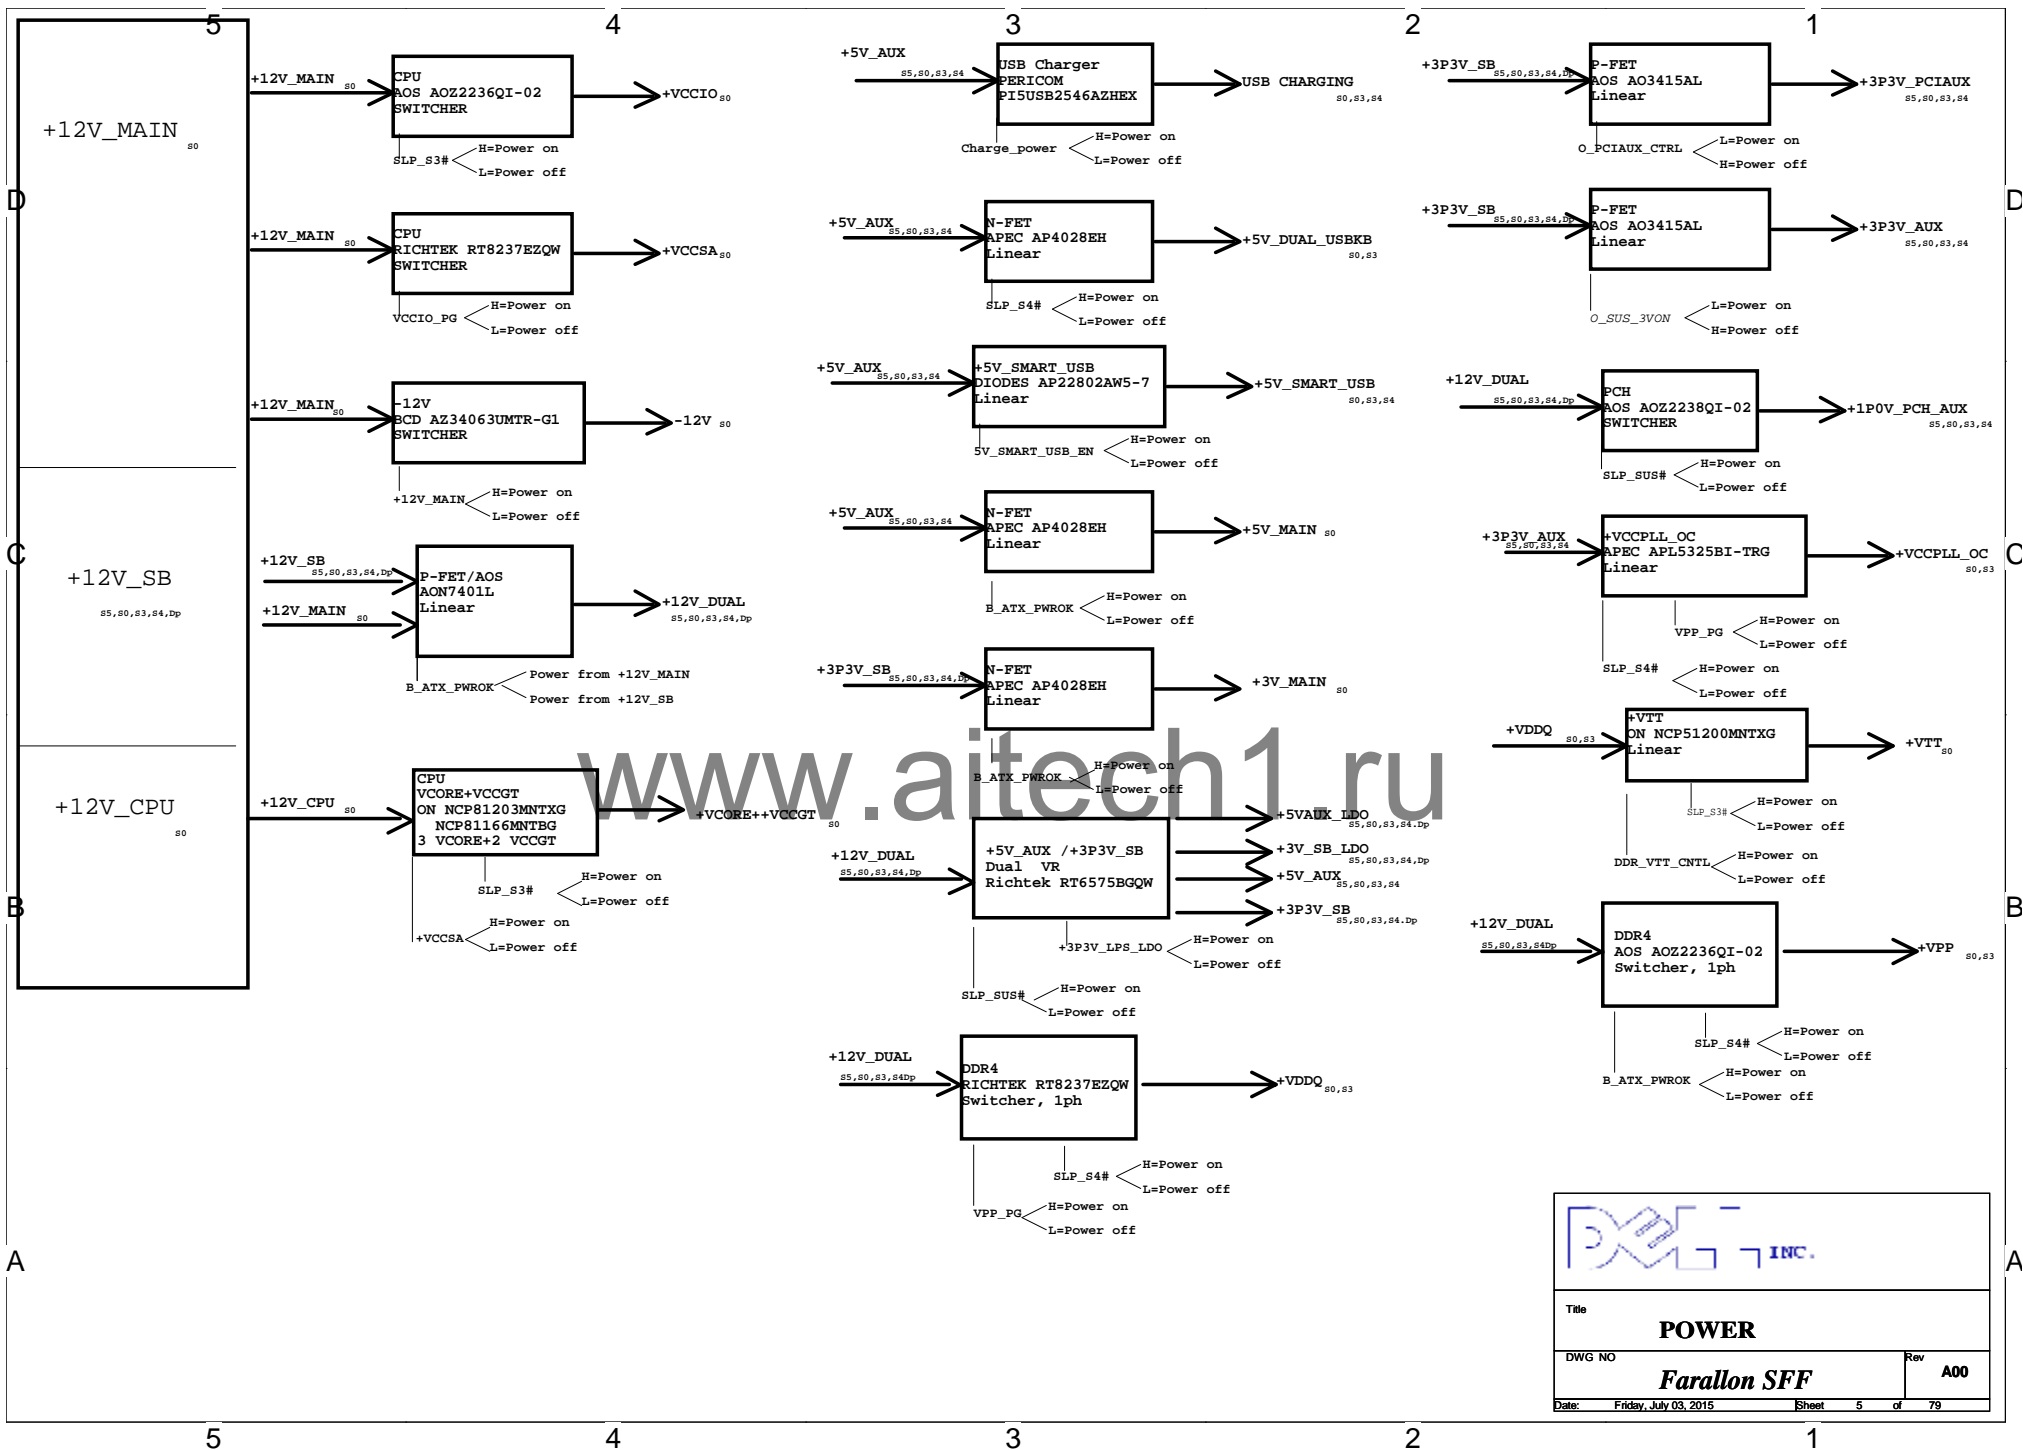 5
4
3
2
1
D
C
B
A
+12V_MAIN
S0
+12V_SB
S5,S0,S3,S4,Dp
+12V_CPU
S0
+12V_MAIN S0
CPU
AOS AOZ2236QI-02
SWITCHER
+VCCIO S0
SLP_S3#
H=Power on
L=Power off
+12V_MAIN S0
CPU
RICHTEK RT8237EZQW
SWITCHER
+VCCSA S0
VCCIO_PG
H=Power on
L=Power off
+12V_MAIN S0
-12V
BCD AZ34063UMTR-G1
SWITCHER
-12V S0
+12V_MAIN
H=Power on
L=Power off
+12V_SB
S5,S0,S3,S4,Dp
+12V_MAIN S0
P-FET/AOS
AON7401L
Linear
+12V_DUAL
S5,S0,S3,S4,Dp
B_ATX_PWROK
Power from +12V_MAIN
Power from +12V_SB
+12V_CPU S0
CPU
VCORE+VCCGT
ON NCP81203MNTXG
NCP81166MNTBG
3 VCORE+2 VCCGT
+VCORE++VCCGT S0
SLP_S3#
H=Power on
L=Power off
+VCCSA
H=Power on
L=Power off
+5V_AUX
S5,S0,S3,S4
USB Charger
PERICOM
PI5USB2546AZHEX
USB CHARGING
S0,S3,S4
Charge_power
H=Power on
L=Power off
+5V_AUX
S5,S0,S3,S4
N-FET
APEC AP4028EH
Linear
+5V_DUAL_USBKB
S0,S3
SLP_S4#
H=Power on
L=Power off
+5V_AUX
S5,S0,S3,S4
+5V_SMART_USB
DIODES AP22802AW5-7
Linear
+5V_SMART_USB
S0,S3,S4
5V_SMART_USB_EN
H=Power on
L=Power off
+5V_AUX
S5,S0,S3,S4
N-FET
APEC AP4028EH
Linear
+5V_MAIN S0
B_ATX_PWROK
H=Power on
L=Power off
+3P3V_SB
S5,S0,S3,S4,Dp
N-FET
APEC AP4028EH
Linear
+3V_MAIN S0
B_ATX_PWROK
H=Power on
L=Power off
www.aitech1.ru
+12V_DUAL
S5,S0,S3,S4,Dp
+5V_AUX /+3P3V_SB
Dual VR
Richtek RT6575BGQW
+5VAUX_LDO
S5,S0,S3,S4.Dp
+3V_SB_LDO
S5,S0,S3,S4,Dp
+5V_AUX
S5,S0,S3,S4
+3P3V_SB
S5,S0,S3,S4.Dp
+3P3V_LPS_LDO
H=Power on
L=Power off
SLP_SUS#
H=Power on
L=Power off
+12V_DUAL
S5,S0,S3,S4Dp
DDR4
RICHTEK RT8237EZQW
Switcher, 1ph
+VDDQ
S0,S3
SLP_S4#
H=Power on
L=Power off
VPP_PG
H=Power on
L=Power off
+3P3V_SB
S5,S0,S3,S4,Dp
P-FET
AOS AO3415AL
Linear
+3P3V_PCIAUX
S5,S0,S3,S4
O_PCIAUX_CTRL
L=Power on
H=Power off
+3P3V_SB
S5,S0,S3,S4,Dp
P-FET
AOS AO3415AL
Linear
+3P3V_AUX
S5,S0,S3,S4
O_SUS_3VON
L=Power on
H=Power off
+12V_DUAL
S5,S0,S3,S4,Dp
PCH
AOS AOZ2238QI-02
SWITCHER
+1P0V_PCH_AUX
S5,S0,S3,S4
SLP_SUS#
H=Power on
L=Power off
+3P3V_AUX
S5,S0,S3,S4
+VCCPLL_OC
APEC APL5325BI-TRG
Linear
+VCCPLL_OC
S0,S3
VPP_PG
H=Power on
L=Power off
SLP_S4#
H=Power on
L=Power off
+VDDQ
S0,S3
+VTT
ON NCP51200MNTXG
Linear
+VTT S0
SLP_S3#
H=Power on
L=Power off
DDR_VTT_CNTL
H=Power on
L=Power off
+12V_DUAL
S5,S0,S3,S4Dp
DDR4
AOS AOZ2236QI-02
Switcher, 1ph
+VPP
S0,S3
SLP_S4#
H=Power on
L=Power off
B_ATX_PWROK
H=Power on
L=Power off
DELL INC.
Title
POWER
DWG NO
Farallon SFF
Rev
A00
Date: Friday, July 03, 2015 Sheet 5 of 79
D
C
B
A
5
4
3
2
1